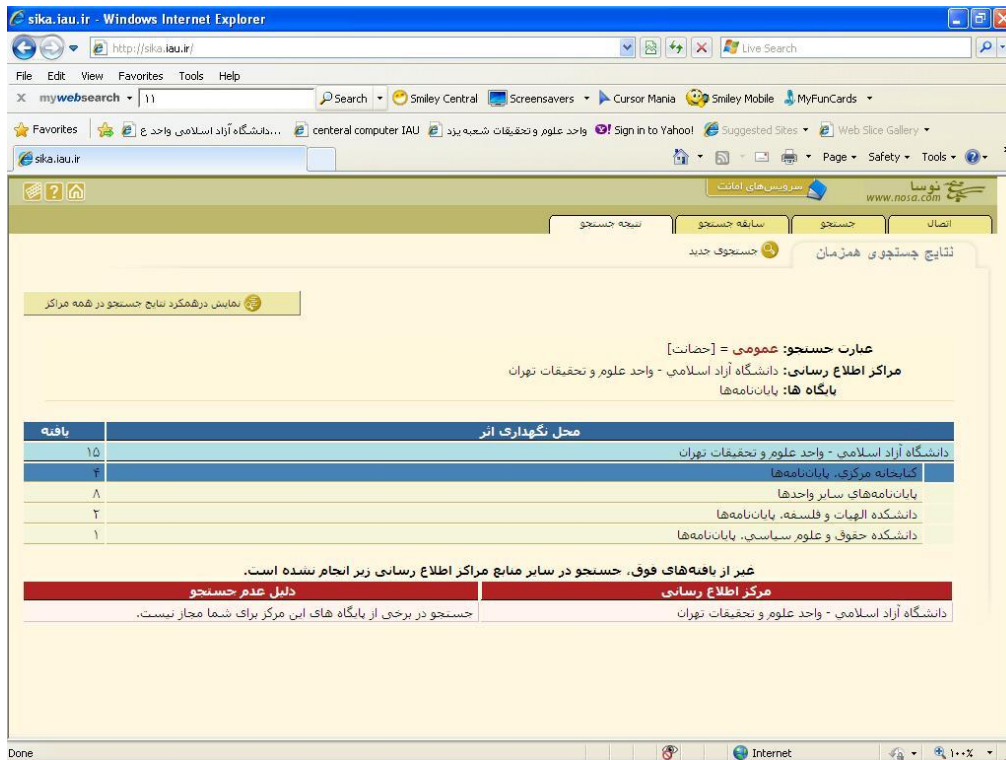 sika.iau.ir - Windows Internet Explorer
http://sika.iau.ir/
Live Search
File Edit View Favorites Tools Help
X mywebsearch ۱۱ Search Smiley Central Screensavers Cursor Mania Smiley Mobile MyFunCards
Favorites دانشگاه آزاد اسلامی واحد ع... centeral computer IAU واحد علوم و تحقیقات شعبه یزد Sign in to Yahoo! Suggested Sites Web Slice Gallery
sika.iau.ir Page Safety Tools
سرویس‌های امانت
نوسا
www.nosa.com
اتصال جستجو سابقه جستجو نتیجه جستجو
نتایج جستجوی همزمان جستجوی جدید
نمایش درهمکرد نتایج جستجو در همه مراکز
عبارت جستجو: عمومی = [حضانت]
مراکز اطلاع رسانی: دانشگاه آزاد اسلامي - واحد علوم و تحقیقات تهران
پایگاه ها: پایان‌نامه‌ها
محل نگهداری اثر یافته
دانشگاه آزاد اسلامي - واحد علوم و تحقیقات تهران ۱۵
کتابخانه مرکزي، پایان‌نامه‌ها ۴
پایان‌نامه‌هاي سایر واحدها ۸
دانشکده الهیات و فلسفه، پایان‌نامه‌ها ۲
دانشکده حقوق و علوم سیاسي، پایان‌نامه‌ها ۱
غیر از یافته‌های فوق، جستجو در سایر منابع مراکز اطلاع رسانی زیر انجام نشده است.
مرکز اطلاع رسانی دلیل عدم جستجو
دانشگاه آزاد اسلامي - واحد علوم و تحقیقات تهران جستجو در برخی از پایگاه های این مرکز برای شما مجاز نیست.
Done Internet ۱۰۰%